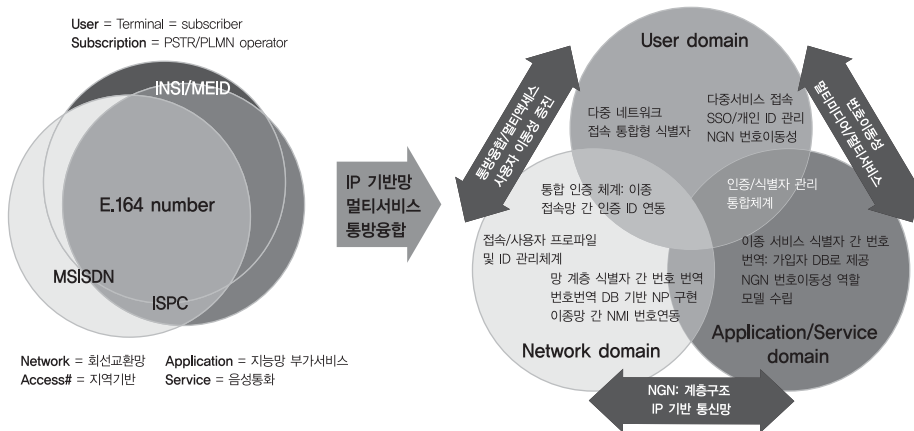 User = Terminal = subscriber
Subscription = PSTR/PLMN operator
INSI/MEID
E.164 number
MSISDN
ISPC
Network = 회선교환망
Access# = 지역기반
Application = 지능망 부가서비스
Service = 음성통화
IP 기반망
멀티서비스
통방융합
User domain
통방융합/멀티액세스
사용자 이동성 증진
번호이동성
멀티미디어/멀티서비스
다중 네트워크
접속 통합형 식별자
다중서비스 접속
SSO/개인 ID 관리
NGN 번호이동성
통합 인증 체계: 이종
접속망 간 인증 ID 연동
인증/식별자 관리
통합체계
접속/사용자 프로파일
및 ID 관리체계
망 계층 식별자 간 번호 번역
번호번역 DB 기반 NP 구현
이종망 간 NMI 번호연동
Network domain
이종 서비스 식별자 간 번호
번역: 가입자 DB로 제공
NGN 번호이동성 역할
모델 수립
Application/Service
domain
NGN: 계층구조
IP 기반 통신망